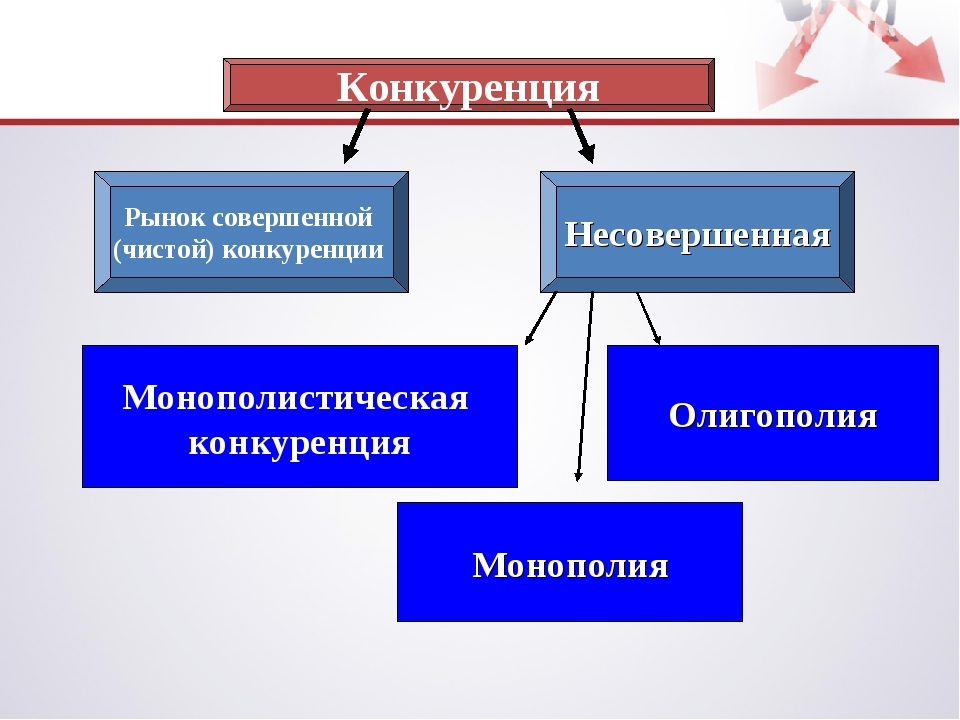 Конкуренция
Рынок совершенной
(чистой) конкуренции
Несовершенная
Монополистическая
конкуренция
Олигополия
Монополия